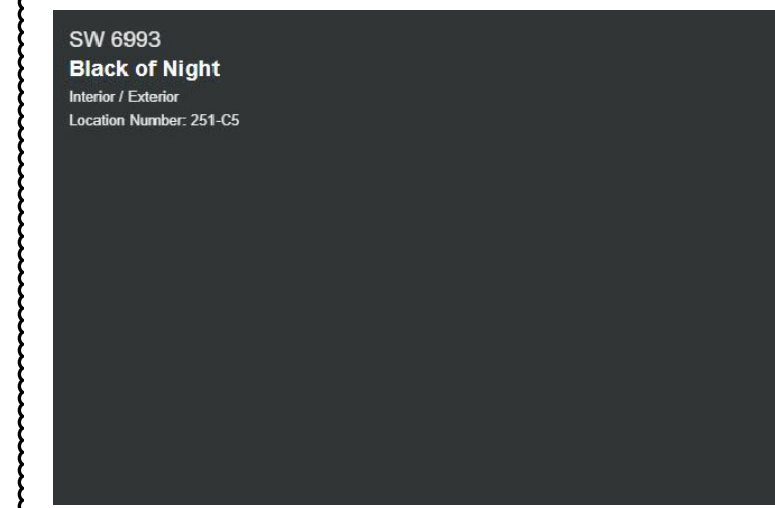 SW 6993
Black of Night
Interior / Exterior
Location Number: 251-C5